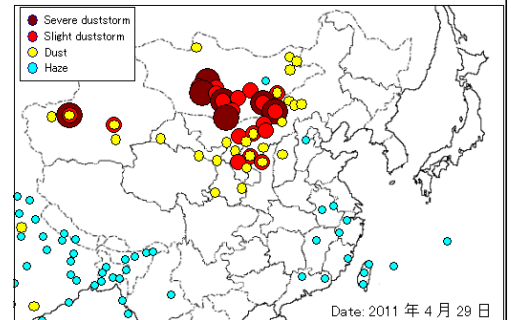 Severe duststorm
Slight duststorm
Dust
Haze
Date: 2011 年 4 月 29 日